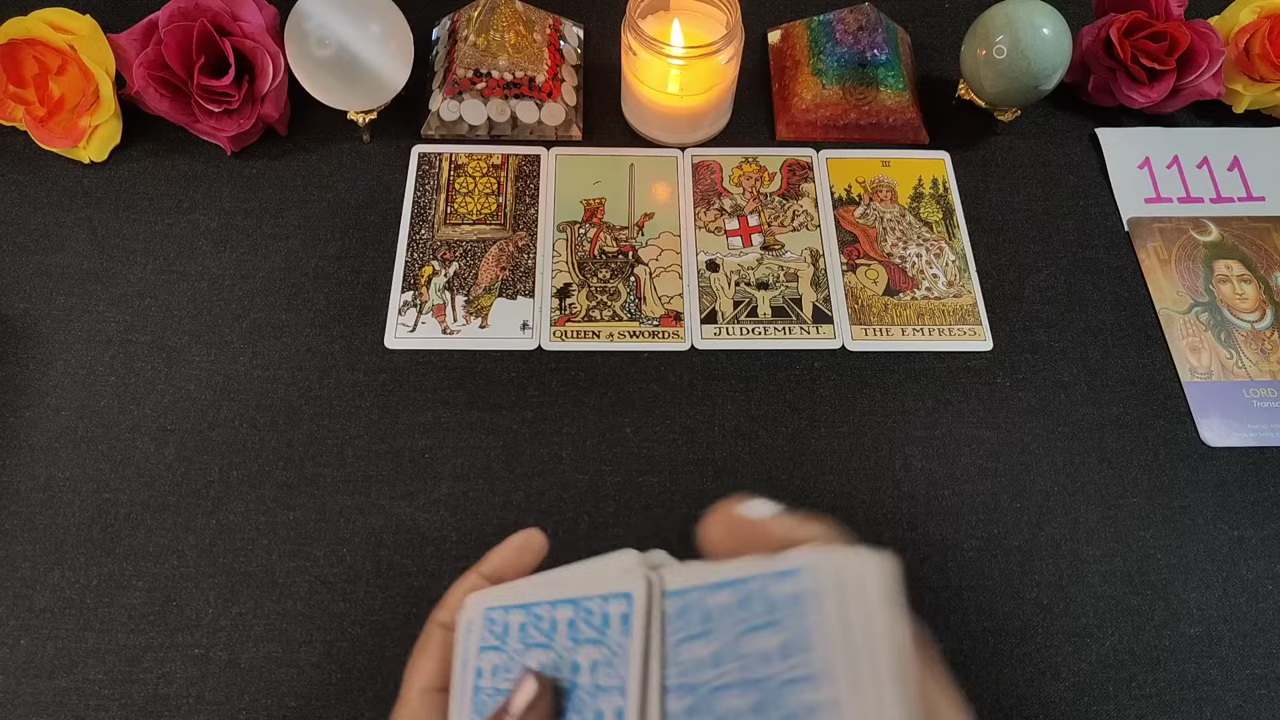 1111
QUEEN of SWORDS.
JUDGEMENT.
III
THE EMPRESS.
LORD